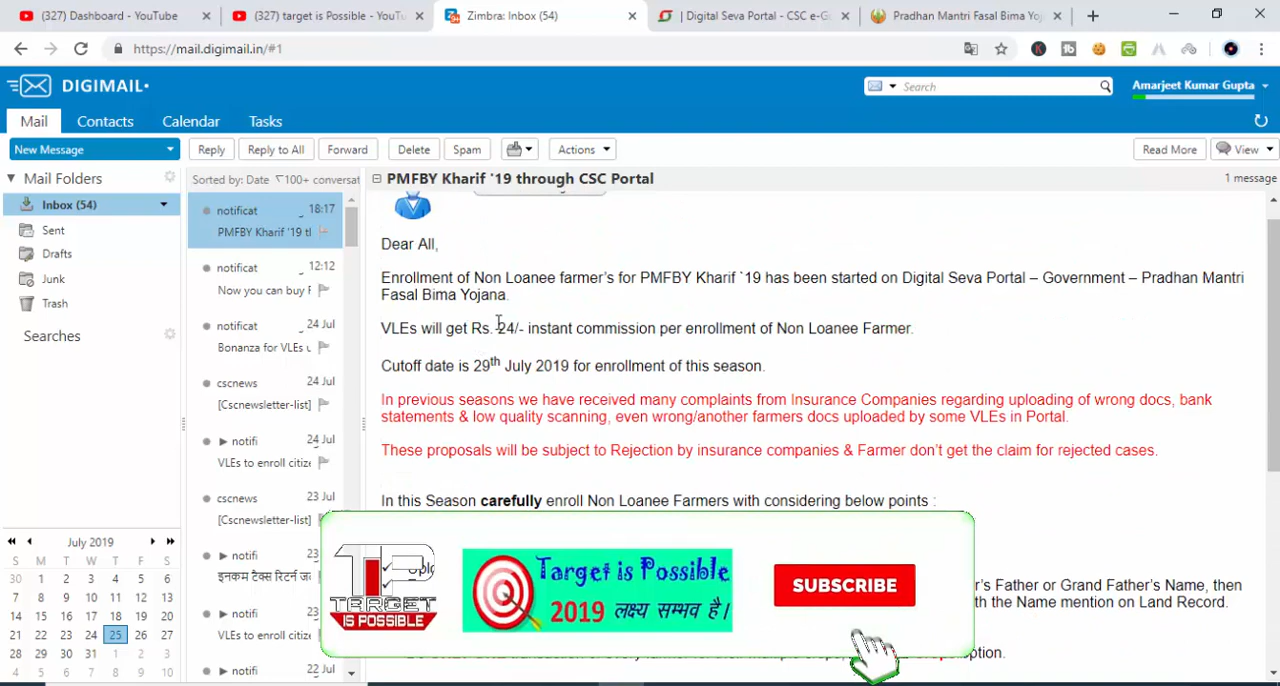 (327) Dashboard - YouTube
(327) target is Possible - YouTu
Zimbra: Inbox (54)
| Digital Seva Portal - CSC e-G
Pradhan Mantri Fasal Bima Yo
https://mail.digimail.in/#1
DIGIMAIL
Search
Amarjeet Kumar Gupta
Mail
Contacts
Calendar
Tasks
New Message
Reply
Reply to All
Forward
Delete
Spam
Actions
Read More
View
Mail Folders
Sorted by: Date
100+ conversat
PMFBY Kharif `19 through CSC Portal
1 message
Inbox (54)
Sent
Drafts
Junk
Trash
Searches
notificat 18:17
PMFBY Kharif '19 tl
notificat 12:12
Now you can buy F
notificat 24 Jul
Bonanza for VLEs u
cscnews 24 Jul
[Cscnewsletter-list]
notifi 24 Jul
VLEs to enroll citize
cscnews 23 Jul
[Cscnewsletter-list]
notifi 23
इनकम टैक्स रिटर्न जा
notifi 23
VLEs to enroll citize
notifi 22 Jul
Dear All,
Enrollment of Non Loanee farmer's for PMFBY Kharif `19 has been started on Digital Seva Portal – Government – Pradhan Mantri
Fasal Bima Yojana.
VLEs will get Rs. 24/- instant commission per enrollment of Non Loanee Farmer.
Cutoff date is 29th July 2019 for enrollment of this season.
In previous seasons we have received many complaints from Insurance Companies regarding uploading of wrong docs, bank
statements & low quality scanning, even wrong/another farmers docs uploaded by some VLEs in Portal.
These proposals will be subject to Rejection by insurance companies & Farmer don't get the claim for rejected cases.
In this Season carefully enroll Non Loanee Farmers with considering below points :
's Father or Grand Father's Name, then
th the Name mention on Land Record.
option.
TARGET
IS POSSIBLE
Target is Possible
2019 लक्ष्य सम्भव है।
SUBSCRIBE
July 2019
S M T W T F S
30 1 2 3 4 5 6
7 8 9 10 11 12 13
14 15 16 17 18 19 20
21 22 23 24 25 26 27
28 29 30 31 1 2 3
4 5 6 7 8 9 10